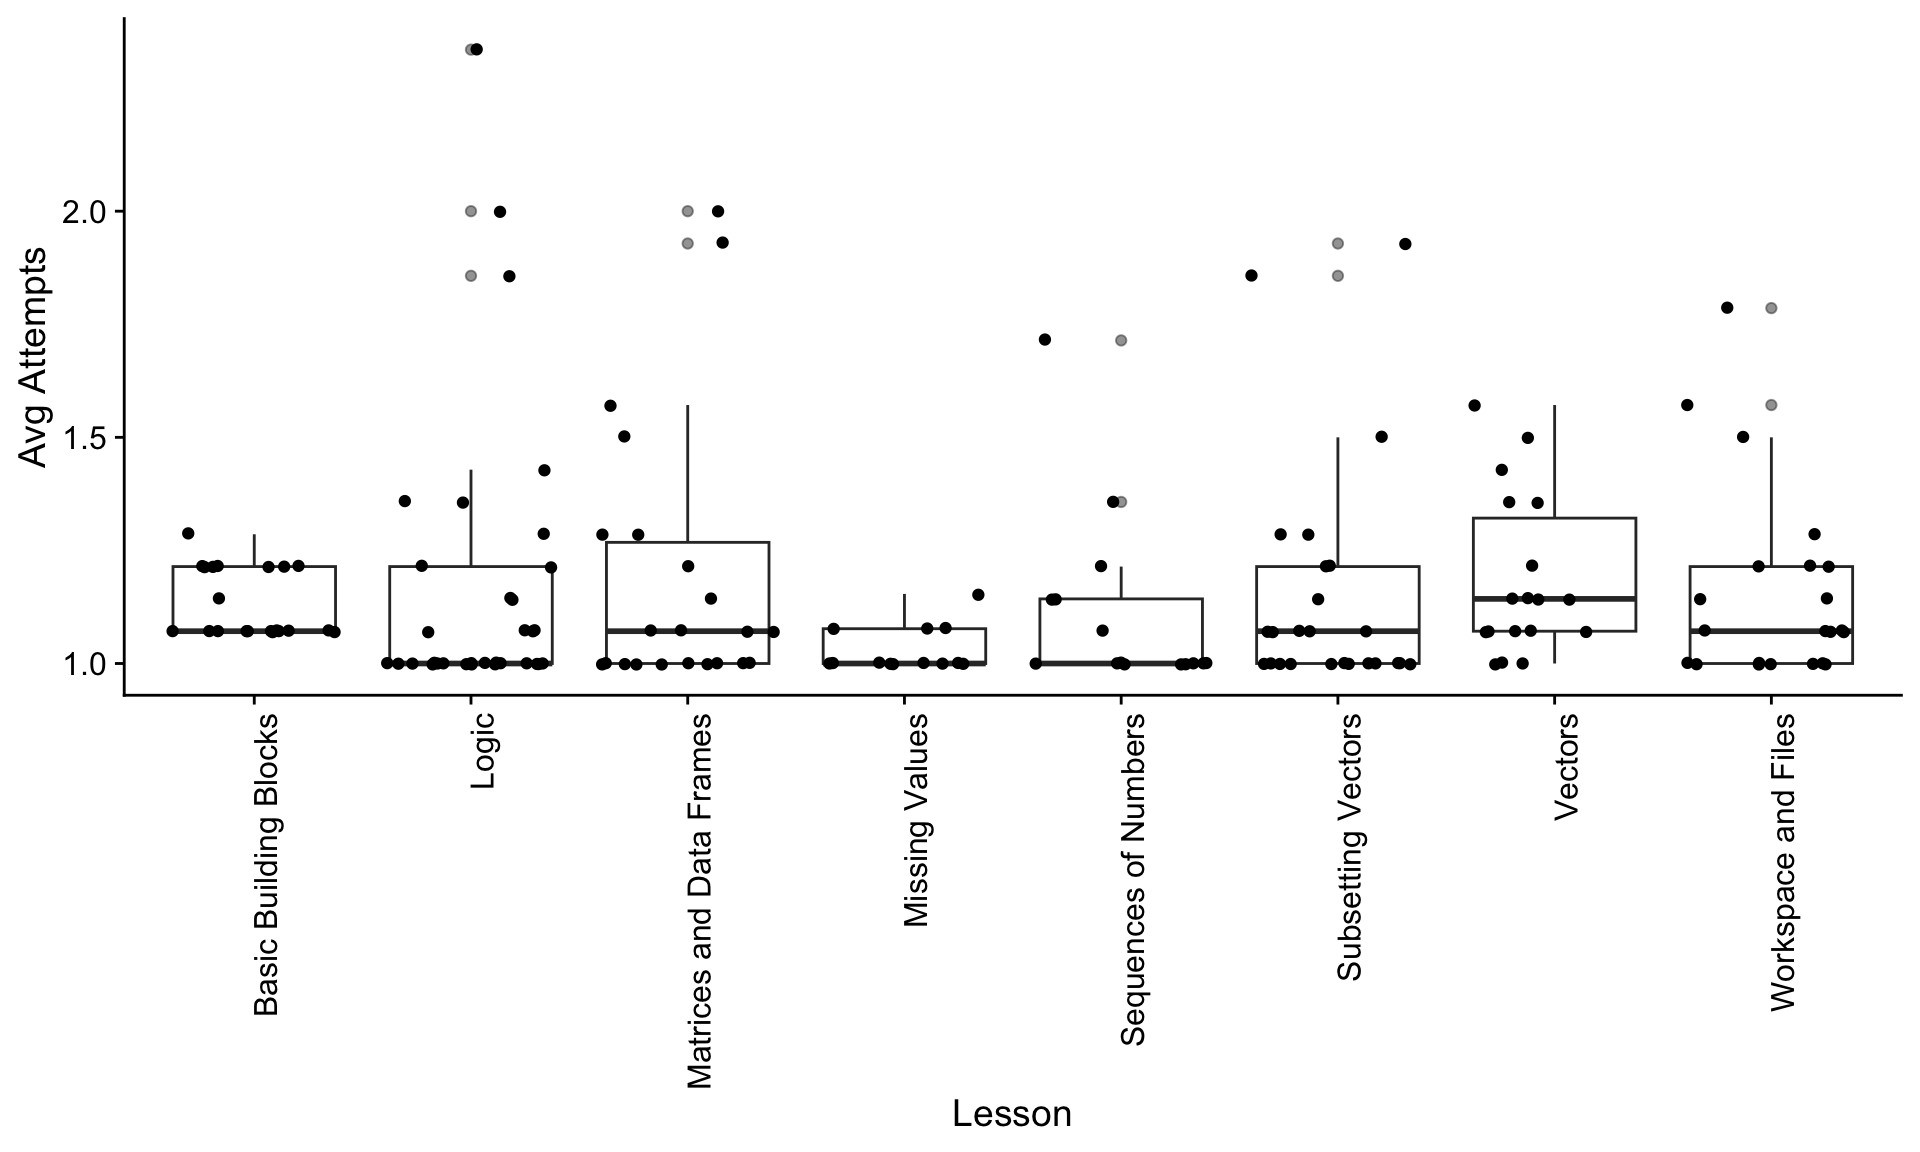 Avg Attempts
2.0
1.5
1.0
Basic Building Blocks
Logic
Matrices and Data Frames
Missing Values
Sequences of Numbers
Subsetting Vectors
Vectors
Workspace and Files
Lesson